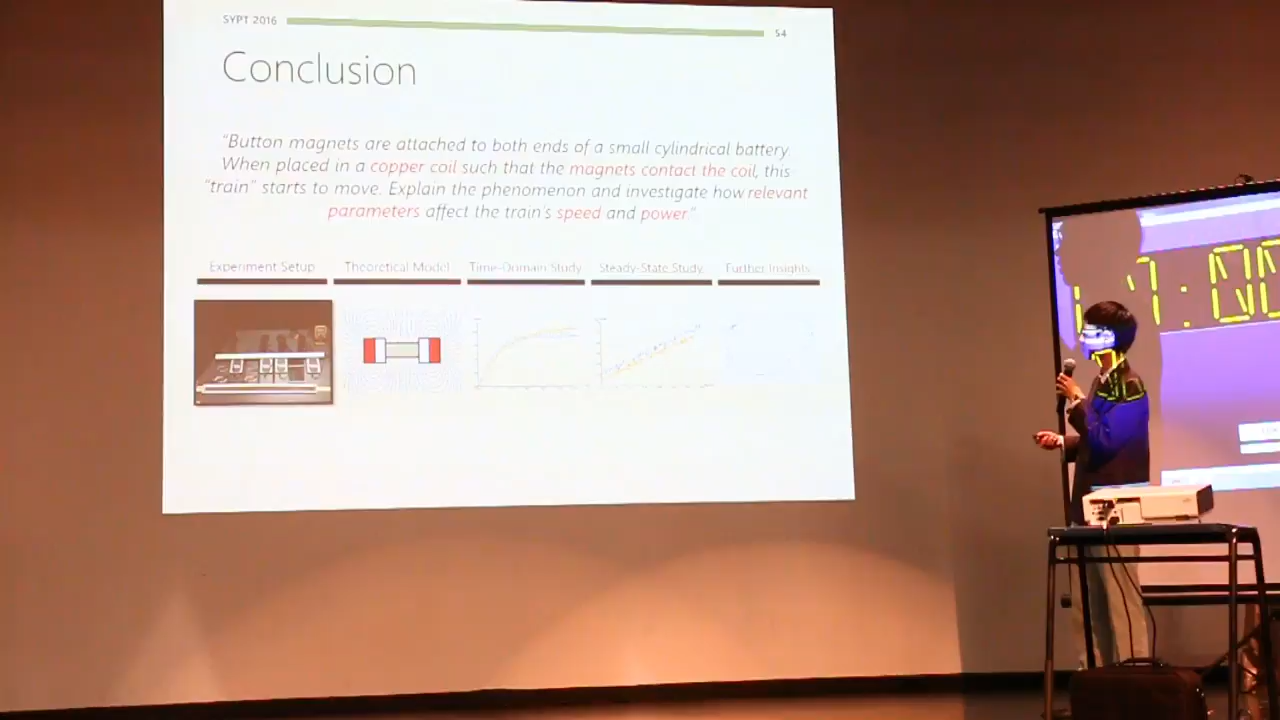 SYPT 2016
54
Conclusion
"Button magnets are attached to both ends of a small cylindrical battery.
When placed in a copper coil such that the magnets contact the coil, this
"train" starts to move. Explain the phenomenon and investigate how relevant
parameters affect the train's speed and power."
Experiment Setup
Theoretical Model
Time-Domain Study
Steady-State Study
Further Insights